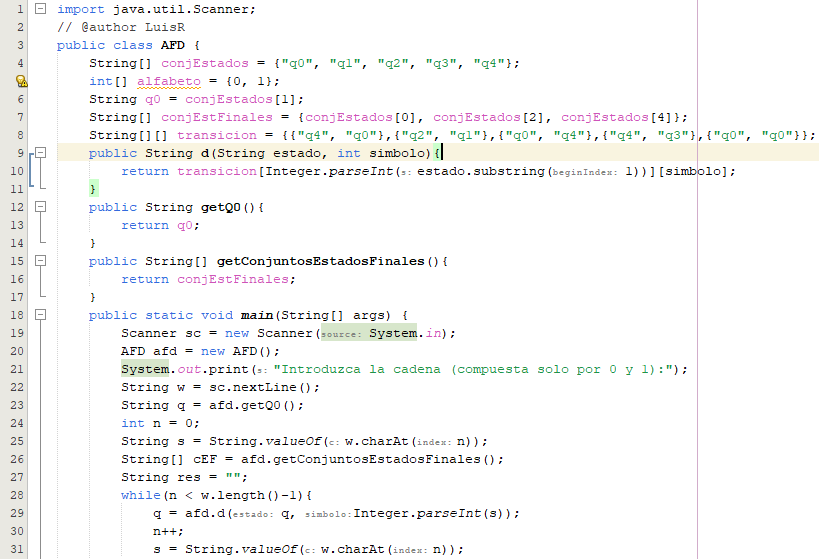 1 import java.util.Scanner;
2 // @author LuisR
3 public class AFD {
4 String[] conjEstados = {"q0", "q1", "q2", "q3", "q4"};
int[] alfabeto = {0, 1};
6 String q0 = conjEstados[1];
7 String[] conjEstFinales = {conjEstados[0], conjEstados[2], conjEstados[4]};
8 String[][] transicion = {{"q4", "q0"},{"q2", "q1"},{"q0", "q4"},{"q4", "q3"},{"q0", "q0"}};
9 public String d(String estado, int simbolo){
10 return transicion[Integer.parseInt(s: estado.substring(beginIndex: 1))][simbolo];
11 }
12 public String getQ0(){
13 return q0;
14 }
15 public String[] getConjuntosEstadosFinales(){
16 return conjEstFinales;
17 }
18 public static void main(String[] args) {
19 Scanner sc = new Scanner(source: System.in);
20 AFD afd = new AFD();
21 System.out.print(s: "Introduzca la cadena (compuesta solo por 0 y 1):");
22 String w = sc.nextLine();
23 String q = afd.getQ0();
24 int n = 0;
25 String s = String.valueOf(c: w.charAt(index: n));
26 String[] cEF = afd.getConjuntosEstadosFinales();
27 String res = "";
28 while(n < w.length()-1){
29 q = afd.d(estado: q, simbolo: Integer.parseInt(s));
30 n++;
31 s = String.valueOf(c: w.charAt(index: n));